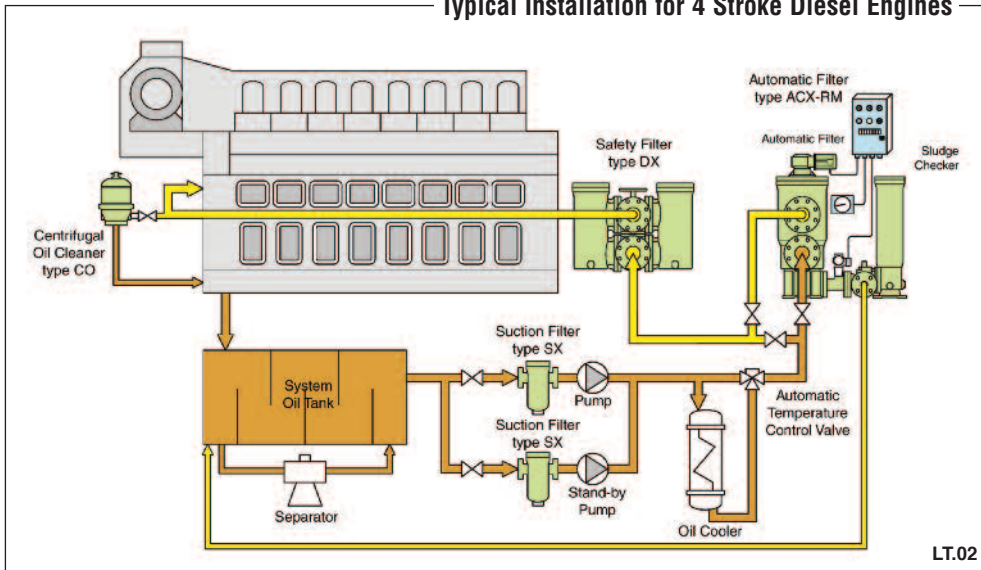 Typical Installation for 4 Stroke Diesel Engines
Automatic Filter
type ACX-RM
Automatic Filter
Sludge
Checker
Safety Filter
type DX
Centrifugal
Oil Cleaner
type CO
System
Oil Tank
Separator
Suction Filter
type SX
Pump
Suction Filter
type SX
Stand-by
Pump
Oil Cooler
Automatic
Temperature
Control Valve
LT.02